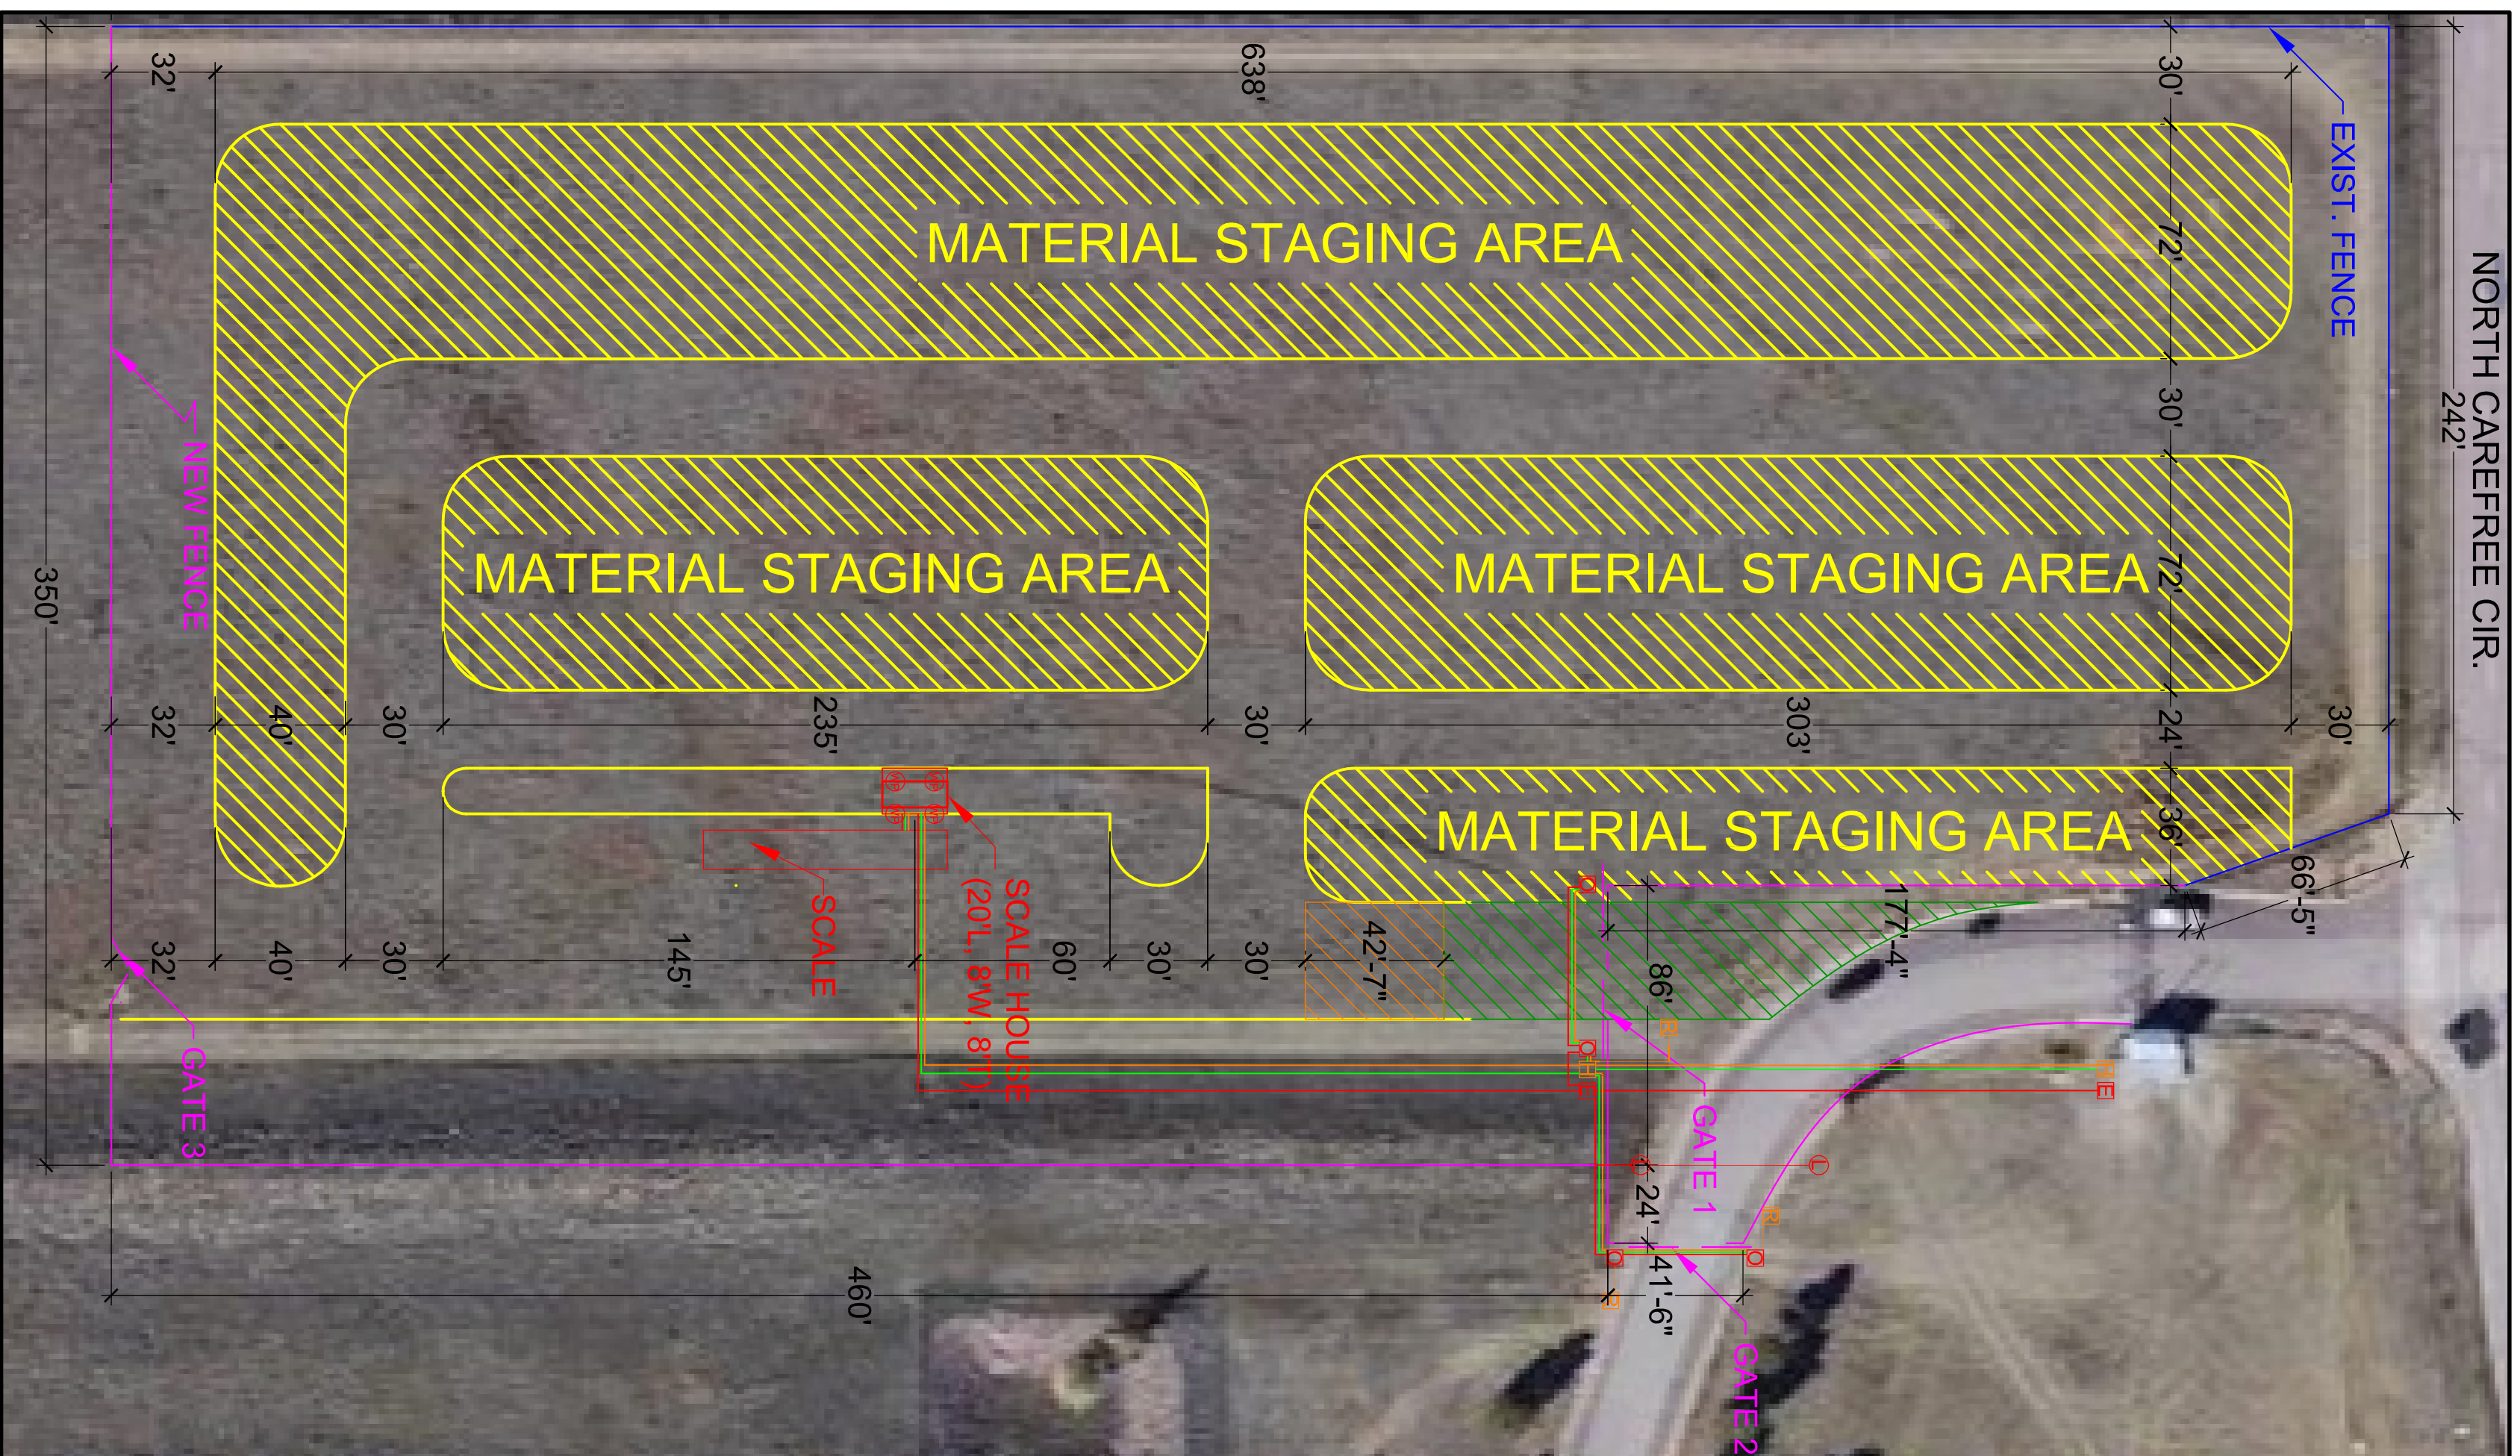 NORTH CAREFREE CIR.
242'
EXIST. FENCE
32'
638'
30'
72'
30'
72'
24'
36'
MATERIAL STAGING AREA
MATERIAL STAGING AREA
MATERIAL STAGING AREA
MATERIAL STAGING AREA
NEW FENCE
350'
32'
40'
30'
235'
30'
303'
30'
66'-5"
SCALE HOUSE
(20'L, 8'W, 8'T)
SCALE
32'
40'
30'
145'
60'
30'
30'
42'-7"
177'-4"
86'
24'
41'-6"
460'
GATE 1
GATE 2
GATE 3
O
O
H
E
H
E
R
L
L
R
O
O
R